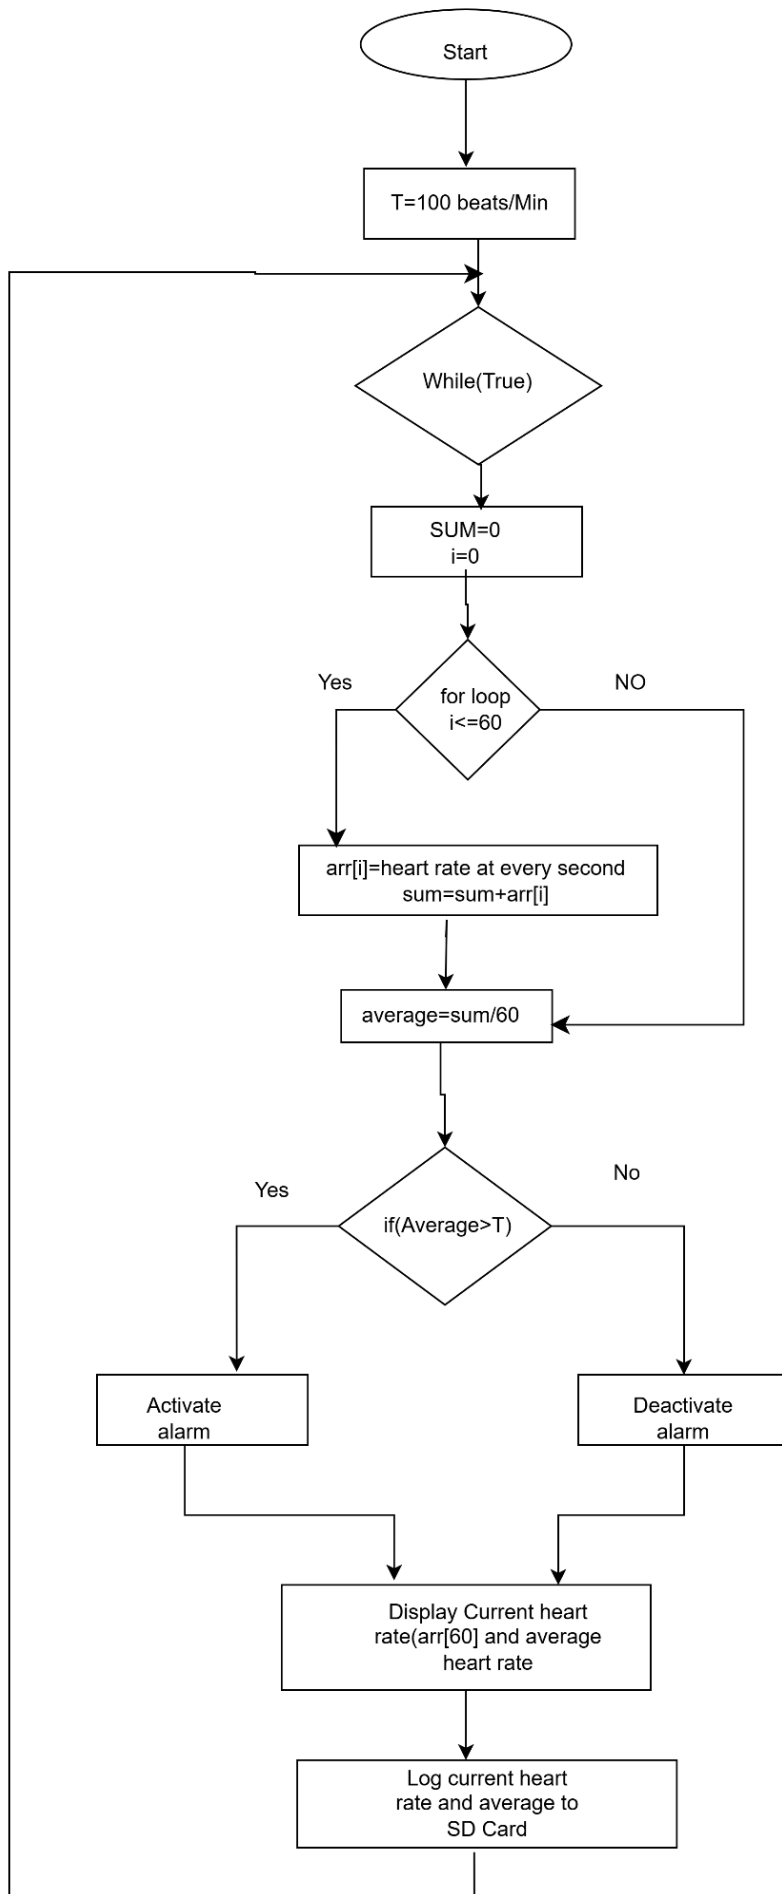 Start
T=100 beats/Min
While(True)
SUM=0
i=0
Yes
for loop
i<=60
NO
arr[i]=heart rate at every second
sum=sum+arr[i]
average=sum/60
Yes
if(Average>T)
No
Activate
alarm
Deactivate
alarm
Display Current heart
rate(arr[60] and average
heart rate
Log current heart
rate and average to
SD Card